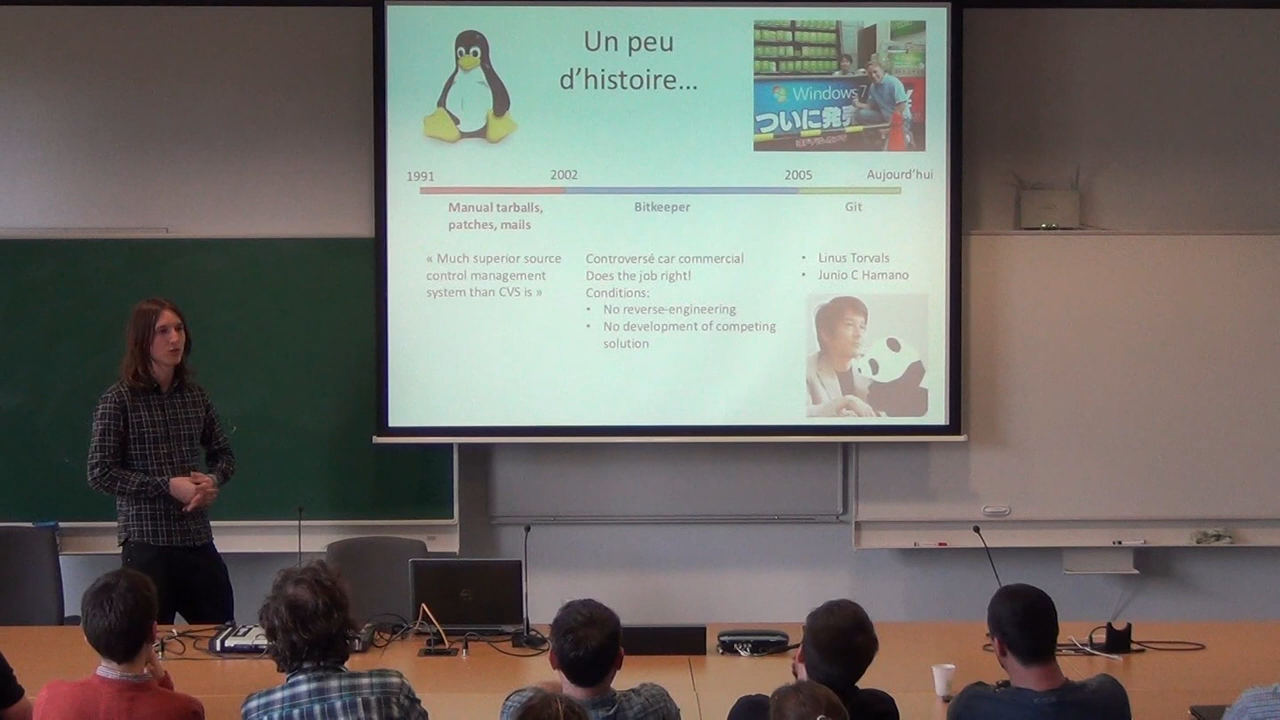 Un peu
d’histoire…
Windows 7
ついに発売
1991
2002
2005
Aujourd’hui
Manual tarballs,
patches, mails
Bitkeeper
Git
« Much superior source
control management
system than CVS is »
Controversé car commercial
Does the job right!
Conditions:
• No reverse-engineering
• No development of competing
solution
• Linus Torvals
• Junio C Hamano